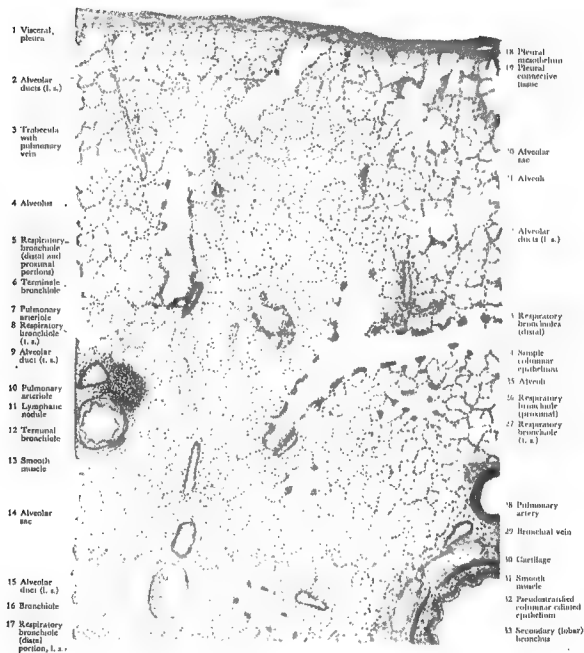 1 Visceral
pleura
2 Alveolar
ducts (l. s.)
3 Trabecula
with
pulmonary
vein
4 Alveolus
5 Respiratory
bronchiole
(distal and
proximal
portions)
6 Terminale
bronchiole
7 Pulmonary
arteriole
8 Respiratory
bronchiole
(t. s.)
9 Alveolar
duct (t. s.)
10 Pulmonary
arteriole
11 Lymphatic
nodule
12 Terminal
bronchiole
13 Smooth
muscle
14 Alveolar
sac
15 Alveolar
duct (l. s.)
16 Bronchiole
17 Respiratory
bronchiole
(distal
portion, l. s.)
18 Pleural
mesothelium
19 Pleural
connective
tissue
20 Alveolar
sac
21 Alveoli
Alveolar
ducts (l. s.)
Respiratory
bronchioles
(distal)
Simple
columnar
epithelium
25 Alveoli
26 Respiratory
bronchiole
(proximal)
27 Respiratory
bronchiole
(t. s.)
28 Pulmonary
artery
29 Bronchial vein
30 Cartilage
31 Smooth
muscle
32 Pseudostratified
columnar ciliated
epithelium
33 Secondary (lobar)
bronchus